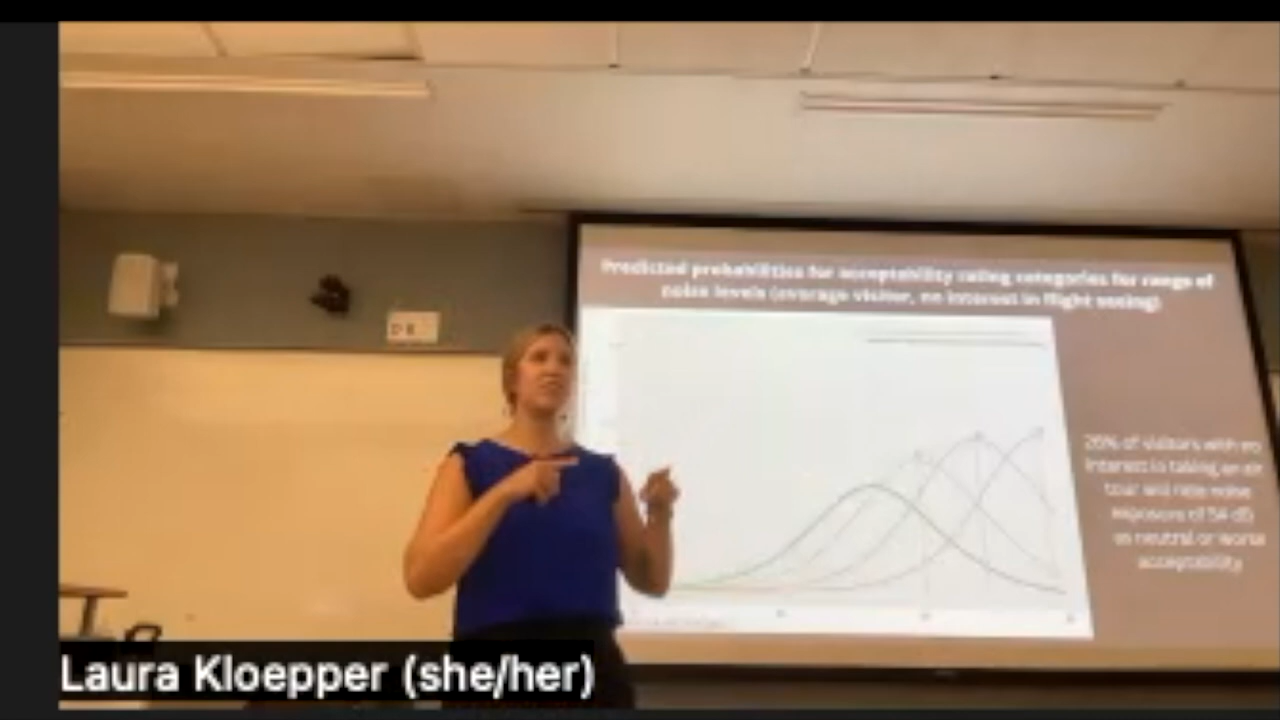 Predicted probabilities for acceptability rating categories for range of
noise levels (average visitor, no interest in flight seeing)
26% of visitors with no
interest in taking an air
tour will rate noise
exposure of 54 dB
as neutral or worse
acceptability
Laura Kloepper (she/her)